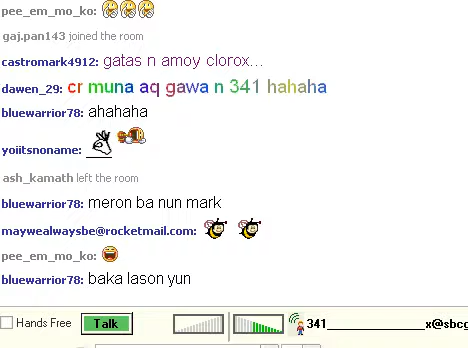 pee_em_mo_ko:
gaj,pan143 joined the room
castromark4912: gatas n amoy clorox...
dawen_29: cr muna aq gawa n 341 hahaha
bluewarrior78: ahahaha
yoiitsnoname:
ash_kamath left the room
bluewarrior78: meron ba nun mark
maywealwaysbe@rocketmail.com:
pee_em_mo_ko:
bluewarrior78: baka lason yun
Hands Free Talk 341_______________x@sbcg